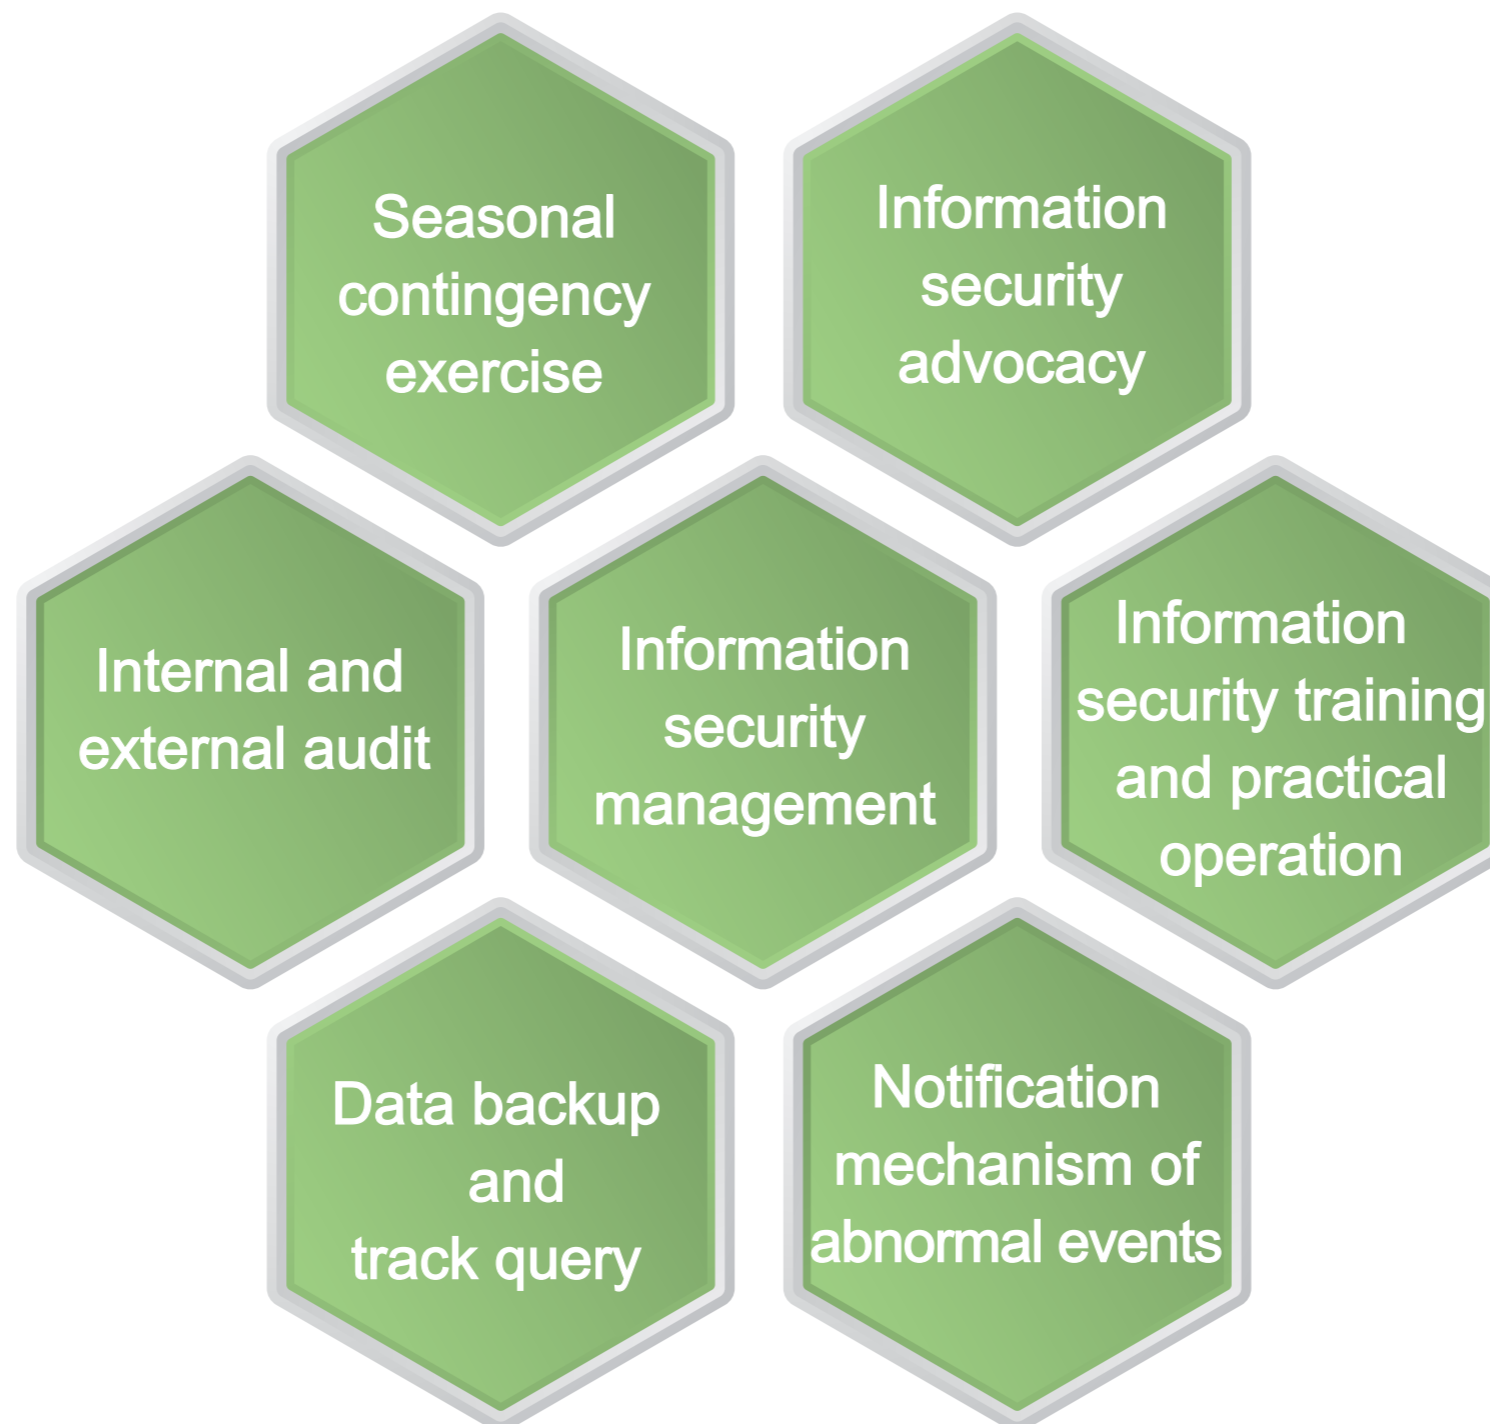 Seasonal
contingency
exercise
Information
security
advocacy
Internal and
external audit
Information
security
management
Information
security training
and practical
operation
Data backup
and
track query
Notification
mechanism of
abnormal events